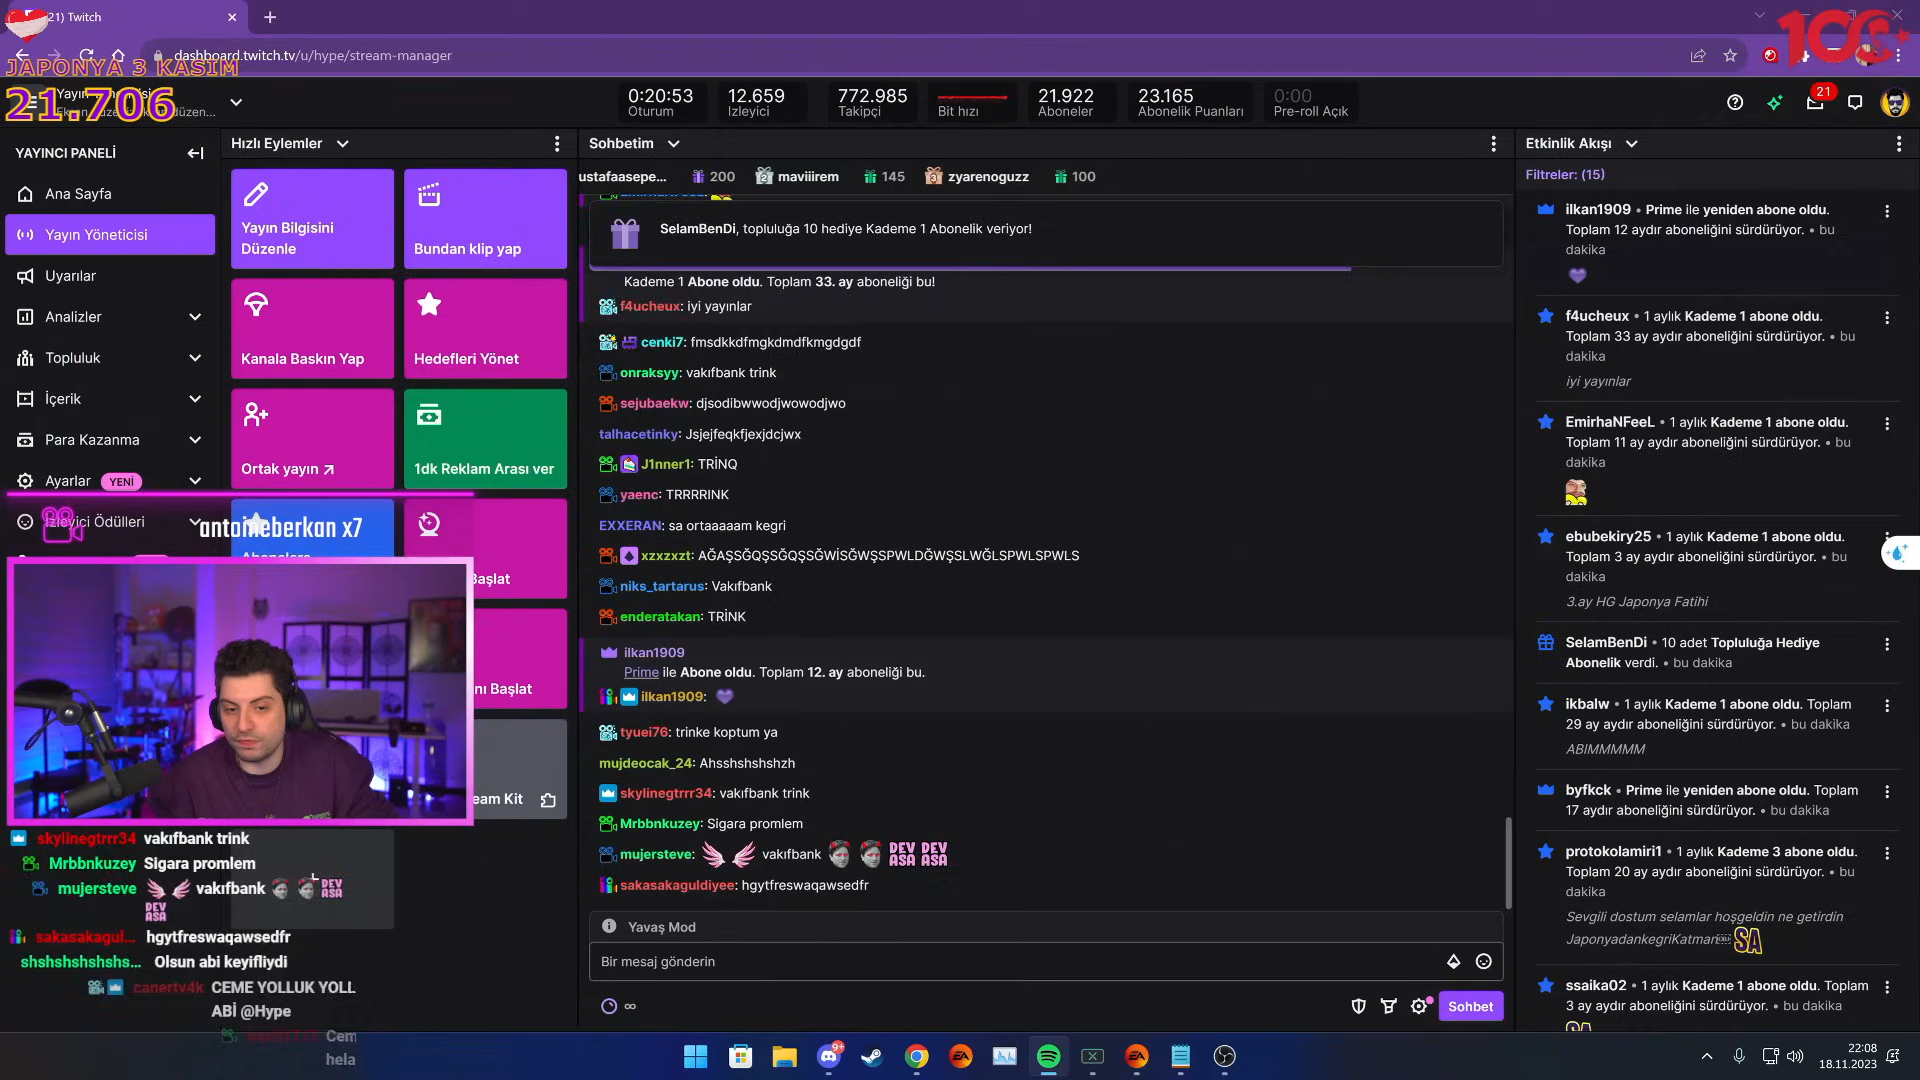 21) Twitch
dashboard.twitch.tv/u/hype/stream-manager
JAPONYA 3 KASIM
21.706
100
0:20:53
Oturum
12.659
İzleyici
772.985
Takipçi
Bit hızı
21.922
Aboneler
23.165
Abonelik Puanları
0:00
Pre-roll Açık
21
YAYINCI PANELİ
Ana Sayfa
Yayın Yöneticisi
Uyarılar
Analizler
Topluluk
İçerik
Para Kazanma
Ayarlar YENİ
İzleyici Ödülleri
Hızlı Eylemler
Yayın Bilgisini
Düzenle
Bundan klip yap
Kanala Baskın Yap
Hedefleri Yönet
Ortak yayın
1dk Reklam Arası ver
antomeberkan x7
Sohbetim
ustafaasepe... 200
2 maviiirem 145
3 zyarenoguzz 100
SelamBenDi, topluluğa 10 hediye Kademe 1 Abonelik veriyor!
Kademe 1 Abone oldu. Toplam 33. ay aboneliği bu!
f4ucheux: iyi yayınlar
cenki7: fmsdkkdfmgkdmdfkmgdgdf
onraksyy: vakıfbank trink
sejubaekw: djsodibwwodjwowodjwo
talhacetinky: Jsjejfeqkfjexjdcjwx
J1nner1: TRİNQ
yaenc: TRRRRINK
EXXERAN: sa ortaaaaam kegri
xzxzxzt: AĞAŞSĞQŞSĞQŞSĞWİSĞWŞSPWLDĞWŞSLWĞLSPWLSPWLS
niks_tartarus: Vakıfbank
enderatakan: TRİNK
ilkan1909
Prime ile Abone oldu. Toplam 12. ay aboneliği bu.
ilkan1909:
tyuei76: trinke koptum ya
mujdeocak_24: Ahsshshshshzh
skylinegtrrr34: vakıfbank trink
Mrbbnkuzey: Sigara promlem
mujersteve: vakıfbank DEV ASA DEV ASA
sakasakaguldiyee: hgytfreswaqawsedfr
Yavaş Mod
Bir mesaj gönderin
Sohbet
Etkinlik Akışı
Filtreler: (15)
ilkan1909 • Prime ile yeniden abone oldu.
Toplam 12 aydır aboneliğini sürdürüyor. • bu
dakika
f4ucheux • 1 aylık Kademe 1 abone oldu.
Toplam 33 ay aydır aboneliğini sürdürüyor. • bu
dakika
iyi yayınlar
EmirhaNFeeL • 1 aylık Kademe 1 abone oldu.
Toplam 11 ay aydır aboneliğini sürdürüyor. • bu
dakika
ebubekiry25 • 1 aylık Kademe 1 abone oldu.
Toplam 3 ay aydır aboneliğini sürdürüyor. • bu
dakika
3.ay HG Japonya Fatihi
SelamBenDi • 10 adet Topluluğa Hediye
Abonelik verdi. • bu dakika
ikbalw • 1 aylık Kademe 1 abone oldu. Toplam
29 ay aydır aboneliğini sürdürüyor. • bu dakika
ABIMMMMM
byfkck • Prime ile yeniden abone oldu. Toplam
17 aydır aboneliğini sürdürüyor. • bu dakika
protokolamiri1 • 1 aylık Kademe 3 abone oldu.
Toplam 20 ay aydır aboneliğini sürdürüyor. • bu
dakika
Sevgili dostum selamlar hoşgeldin ne getirdin
JaponyadankegriKatman SA
ssaika02 • 1 aylık Kademe 1 abone oldu. Toplam
3 ay aydır aboneliğini sürdürüyor. • bu dakika
Başlat
nı Başlat
eam Kit
skylinegtrrr34 vakıfbank trink
Mrbbnkuzey Sigara promlem
mujersteve vakıfbank DEV ASA
DEV ASA
sakasakagul... hgytfreswaqawsedfr
shshshshshshs... Olsun abi keyifliydi
canertv4k CEME YOLLUK YOLL
ABİ @Hype
Cem
hela
9+
22:08
18.11.2023